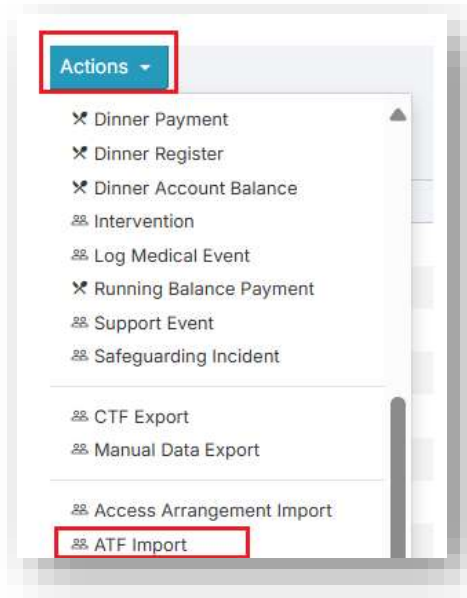 Actions
Dinner Payment
Dinner Register
Dinner Account Balance
Intervention
Log Medical Event
Running Balance Payment
Support Event
Safeguarding Incident
CTF Export
Manual Data Export
Access Arrangement Import
ATF Import